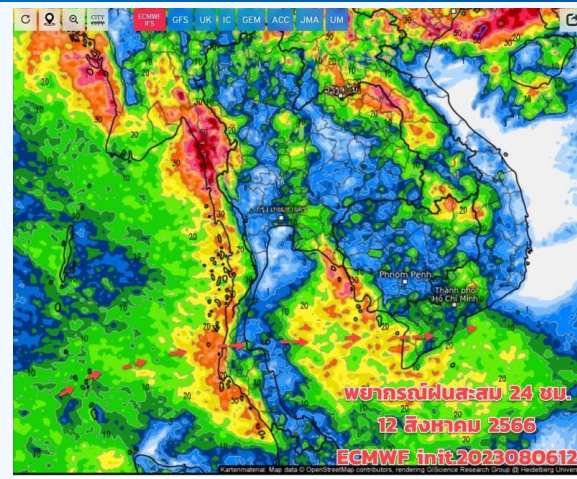 CITY
ECMWF IFS GFS UK IC GEM ACC JMA UM
Phnom Penh
Thành phố
Hồ Chí Minh
พยากรณ์ฝนสะสม 24 ชม.
12 สิงหาคม 2566
ECMWF init.2023080612
Kartenmaterial: Map data © OpenStreetMap contributors, rendering GIScience Research Group @ Heidelberg